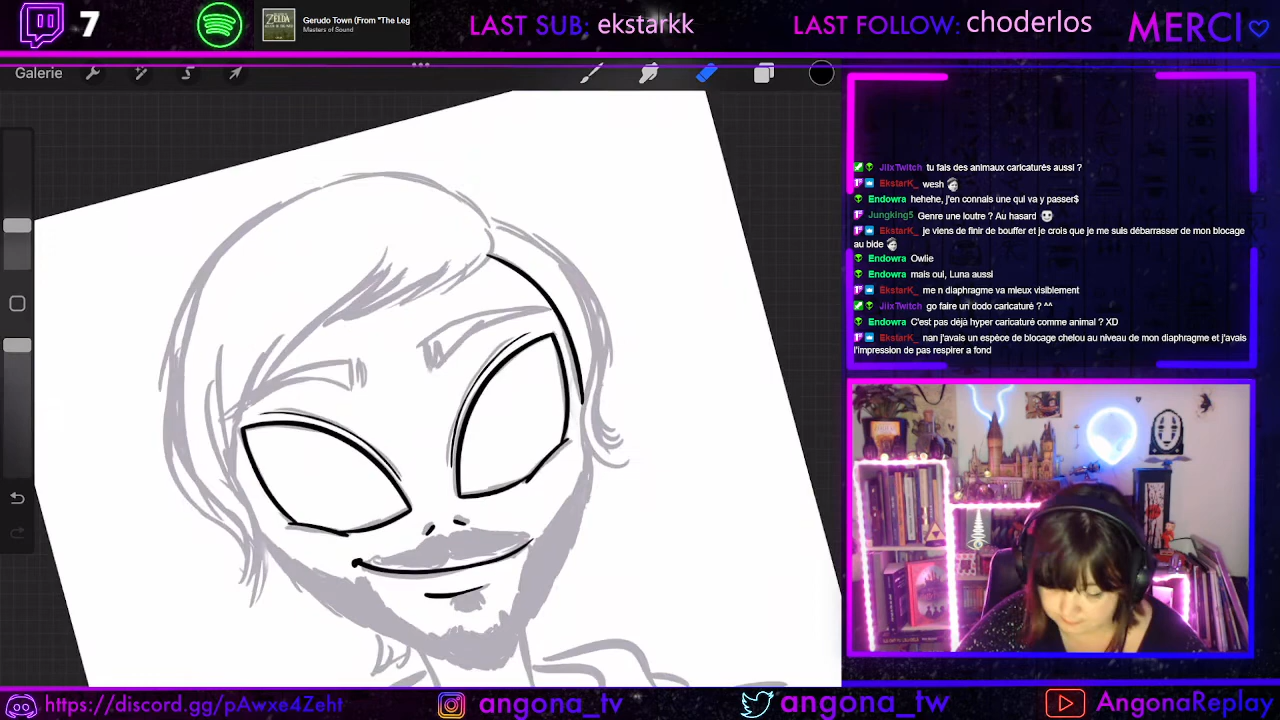 7
Gerudo Town (From "The Leg
Masters of Sound
LAST SUB: ekstarkk
LAST FOLLOW: choderlos
MERCI♡
Galerie
JilxTwitch tu fais des animaux caricaturés aussi ?
EkstarK_ wesh
Endowra hehehe, j'en connais une qui va y passer$
Jungking5 Genre une loutre ? Au hasard
EkstarK_ je viens de finir de bouffer et je crois que je me suis débarrasser de mon blocage
au bide
Endowra Owlie
Endowra mais oui, Luna aussi
EkstarK_ me n diaphragme va mieux visiblement
JilxTwitch go faire un dodo caricaturé ? ^^
Endowra C'est pas déjà hyper caricaturé comme animal ? XD
EkstarK_ nan j'avais un espèce de blocage chelou au niveau de mon diaphragme et j'avais
l'impression de pas respirer a fond
https://discord.gg/pAwxe4Zeht
angona_tv
angona_tw
AngonaReplay